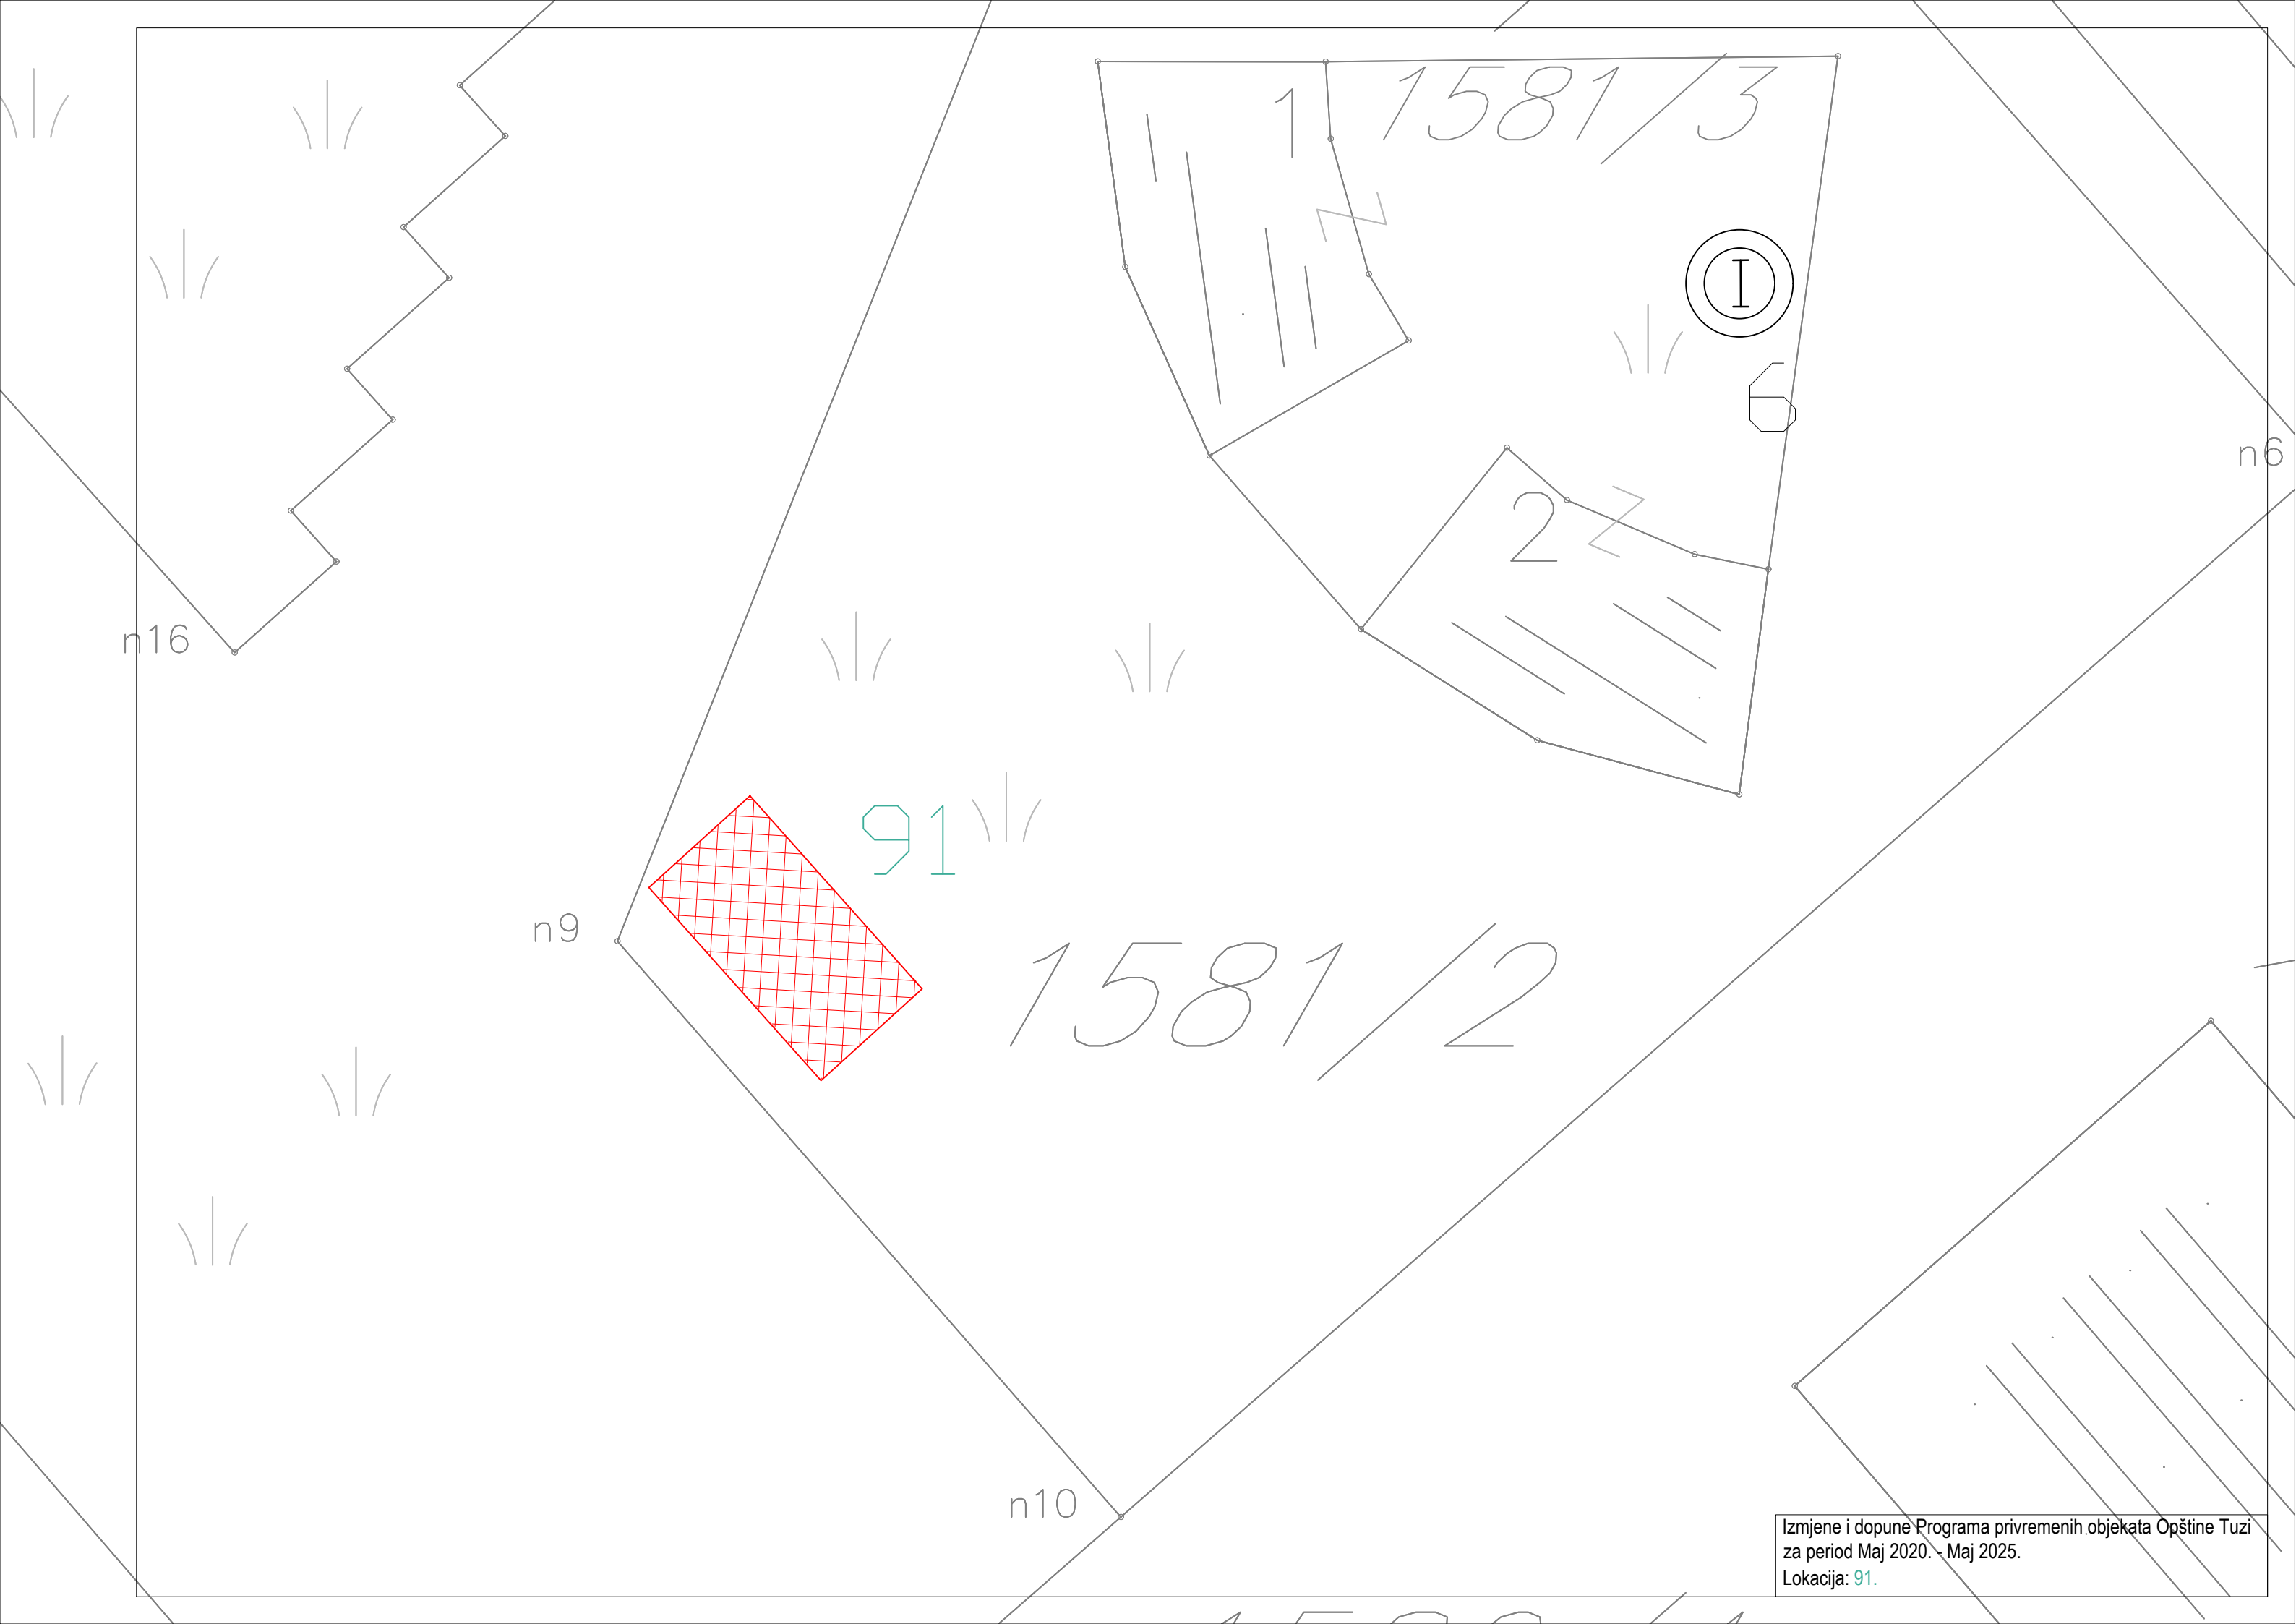 1
1581/3
I
6
n6
2
n16
91
n9
1581/2
n10
Izmjene i dopune Programa privremenih objekata Opštine Tuzi
za period Maj 2020. - Maj 2025.
Lokacija: 91.